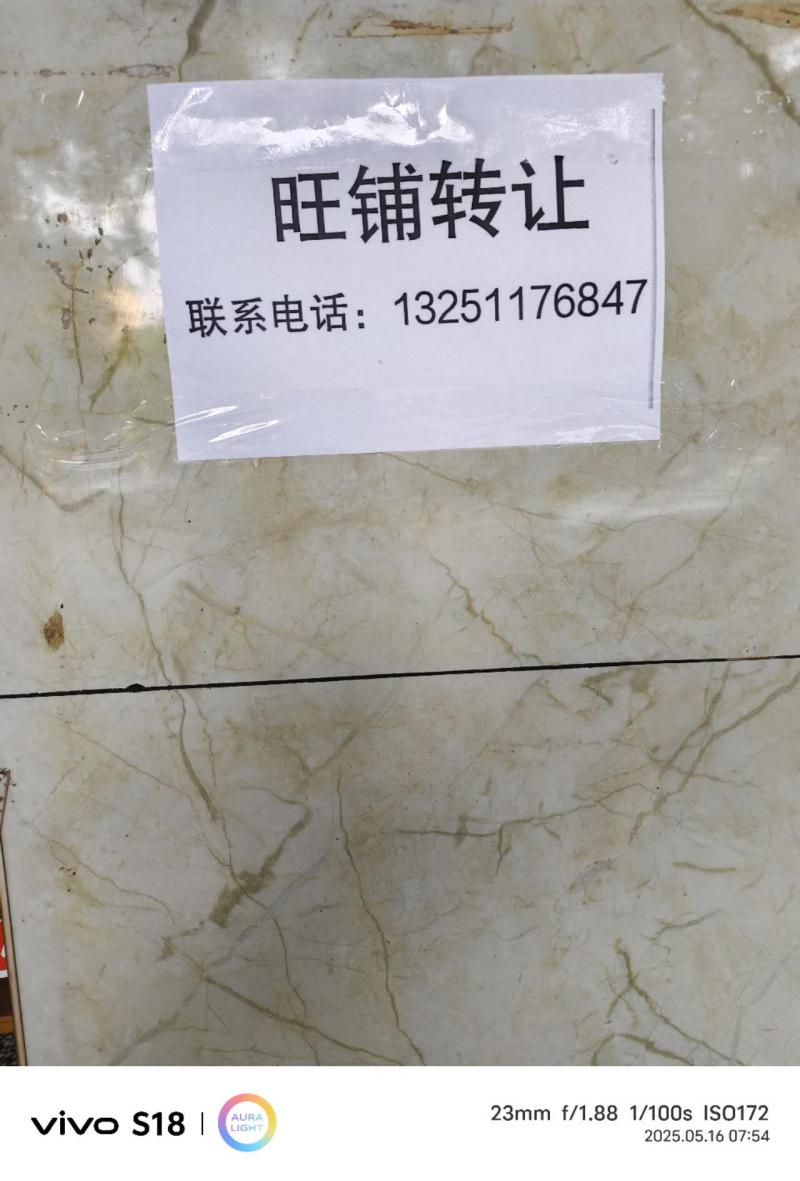 旺铺转让
联系电话：13251176847
vivo S18 | AURA LIGHT
23mm f/1.88 1/100s ISO172
2025.05.16 07:54